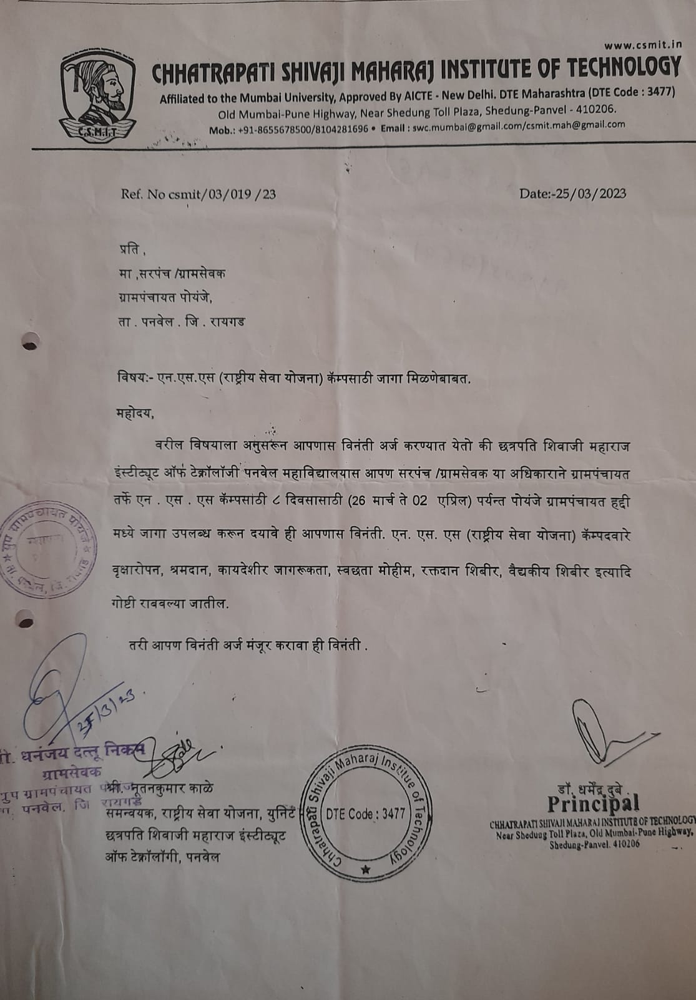 www.csmit.in
CHHATRAPATI SHIVAJI MAHARAJ INSTITUTE OF TECHNOLOGY
Affiliated to the Mumbai University, Approved By AICTE - New Delhi. DTE Maharashtra (DTE Code : 3477)
Old Mumbai-Pune Highway, Near Shedung Toll Plaza, Shedung-Panvel - 410206.
Mob.: +91-8655678500/8104281696 • Email : swc.mumbai@gmail.com/csmit.mah@gmail.com
C.S.M.I.T
Ref. No csmit/03/019 /23 Date:-25/03/2023
प्रति ,
मा ,सरपंच /ग्रामसेवक
ग्रामपंचायत पोयंजे,
ता . पनवेल . जि . रायगड
विषय:- एन.एस.एस (राष्ट्रीय सेवा योजना) कॅम्पसाठी जागा मिळणेबाबत.
महोदय,
वरील विषयाला अनुसरून आपणास विनंती अर्ज करण्यात येतो की छत्रपति शिवाजी महाराज
इंस्टीट्यूट ऑफ टेक्नॉलॉजी पनवेल महाविद्यालयास आपण सरपंच /ग्रामसेवक या अधिकाराने ग्रामपंचायत
तर्फे एन . एस . एस कॅम्पसाठी ८ दिवसासाठी (26 मार्च ते 02 एप्रिल) पर्यन्त पोयंजे ग्रामपंचायत हद्दी
मध्ये जागा उपलब्ध करून दयावे ही आपणास विनंती. एन. एस. एस (राष्ट्रीय सेवा योजना) कॅम्पदवारे
वृक्षारोपन, श्रमदान, कायदेशीर जागरूकता, स्वछता मोहीम, रक्तदान शिबीर, वैद्यकीय शिबीर इत्यादि
गोष्टी राबवल्या जातील.
तरी आपण विनंती अर्ज मंजूर करावा ही विनंती .
ग्रुप ग्रामपंचायत पोयंजे
ता. पनवेल, जि. रायगड
25/3/23.
धनंजय दत्तू निकम
ग्रामसेवक
ग्रुप ग्रामपंचायत
पनवेल. जि रायगड
श्री. नूतनकुमार काळे
समन्वयक, राष्ट्रीय सेवा योजना, युनिट
छत्रपति शिवाजी महाराज इंस्टीट्यूट
ऑफ टेक्नॉलॉगी, पनवेल
Chhatrapati Shivaji Maharaj Institue of Technology
DTE Code : 3477
डॉ. धर्मेंद्र दुबे .
Principal
CHHATRAPATI SHIVAJI MAHARAJ INSTITUTE OF TECHNOLOGY
Near Shedung Toll Plaza, Old Mumbai-Pune Highway,
Shedung-Panvel. 410206